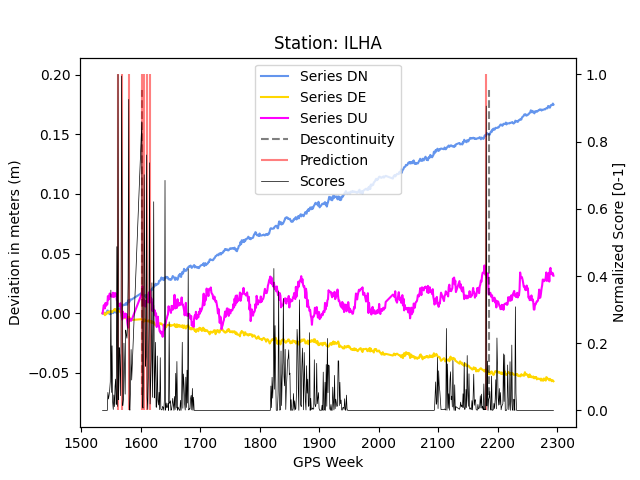 Station: ILHA
Series DN
Series DE
Series DU
Descontinuity
Prediction
Scores
Deviation in meters (m)
0.20
0.15
0.10
0.05
0.00
−0.05
Normalized Score [0-1]
1.0
0.8
0.6
0.4
0.2
0.0
1500 1600 1700 1800 1900 2000 2100 2200 2300
GPS Week